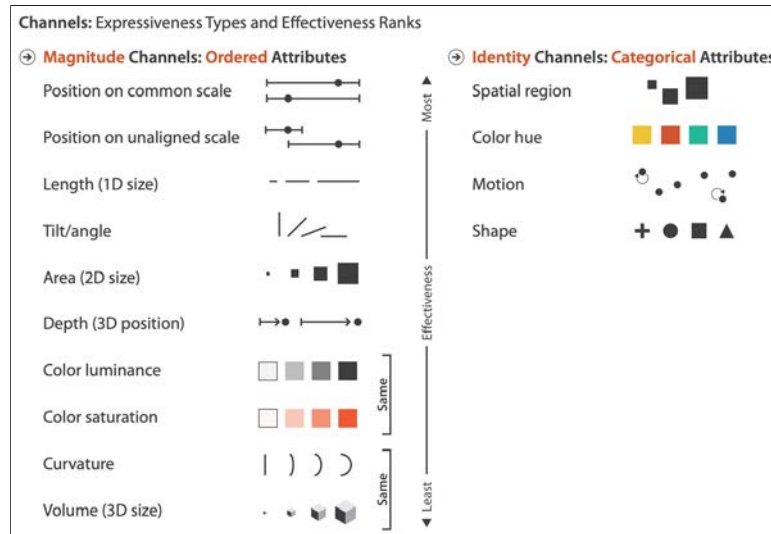 Channels: Expressiveness Types and Effectiveness Ranks
Magnitude Channels: Ordered Attributes
Position on common scale
Position on unaligned scale
Length (1D size)
Tilt/angle
Area (2D size)
Depth (3D position)
Color luminance
Color saturation
Curvature
Volume (3D size)
Same
Same
Most
Effectiveness
Least
Identity Channels: Categorical Attributes
Spatial region
Color hue
Motion
Shape